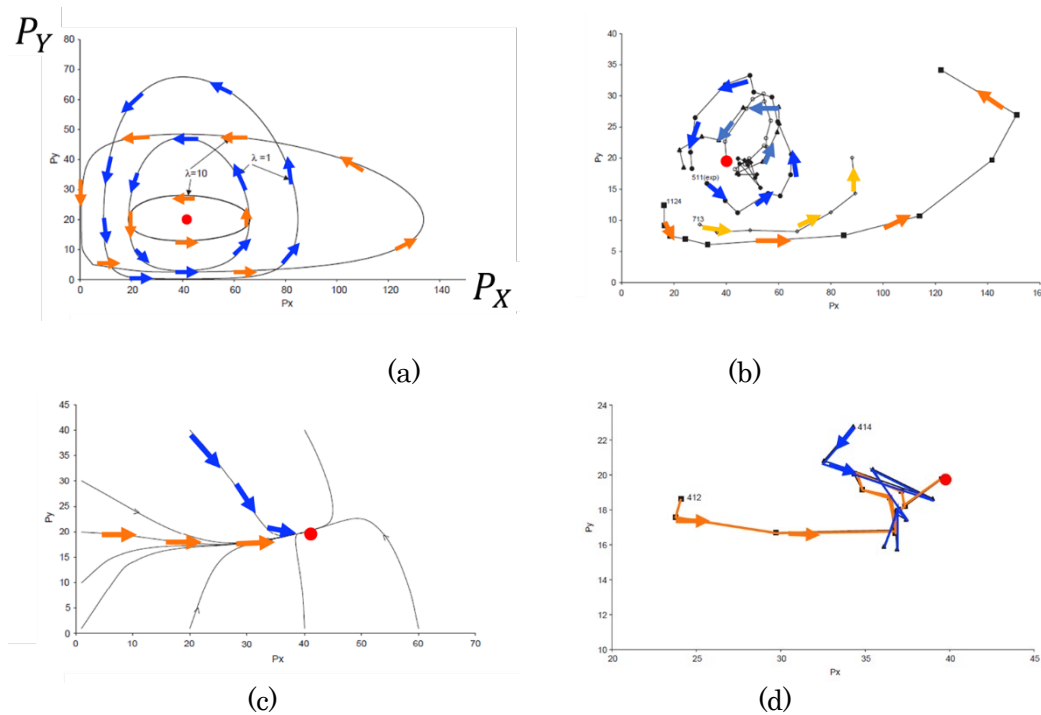 P_Y
80
70
60
50
40
30
20
10
0
Py
λ=10
λ =1
0 20 40 60 80 100 120 140
Px
P_X
(a)
40
35
30
25
20
15
10
5
0
Py
511(exp)
1124
713
0 20 40 60 80 100 120 140 160
Px
(b)
45
40
35
30
25
20
15
10
5
0
Py
0 10 20 30 40 50 60 70
Px
(c)
24
22
20
18
16
14
12
10
Py
414
412
20 25 30 35 40 45
Px
(d)